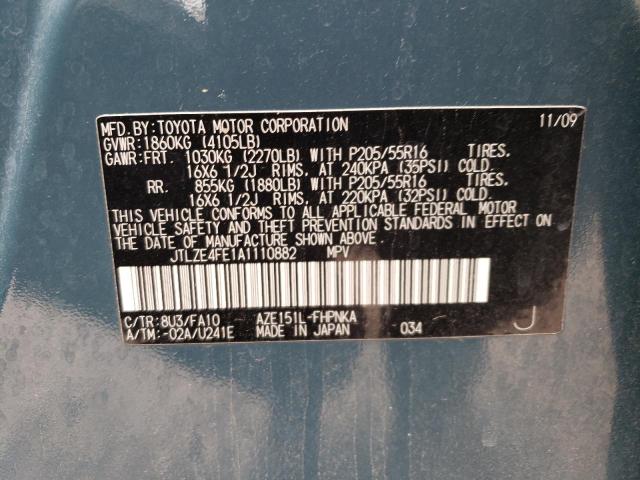 MFD.BY:TOYOTA MOTOR CORPORATION 11/09
GVWR:1860KG (4105LB)
GAWR:FRT. 1030KG (2270LB) WITH P205/55R16 TIRES.
16X6 1/2J RIMS. AT 240KPA (35PSI) COLD.
RR. 855KG (1880LB) WITH P205/55R16 TIRES.
16X6 1/2J RIMS. AT 220KPA (32PSI) COLD.
THIS VEHICLE CONFORMS TO ALL APPLICABLE FEDERAL MOTOR
VEHICLE SAFETY AND THEFT PREVENTION STANDARDS IN EFFECT ON
THE DATE OF MANUFACTURE SHOWN ABOVE.
JTLZE4FE1A1110882 MPV
C/TR:8U3/FA10 AZE151L-FHPNKA
A/TM:-02A/U241E MADE IN JAPAN 034 J